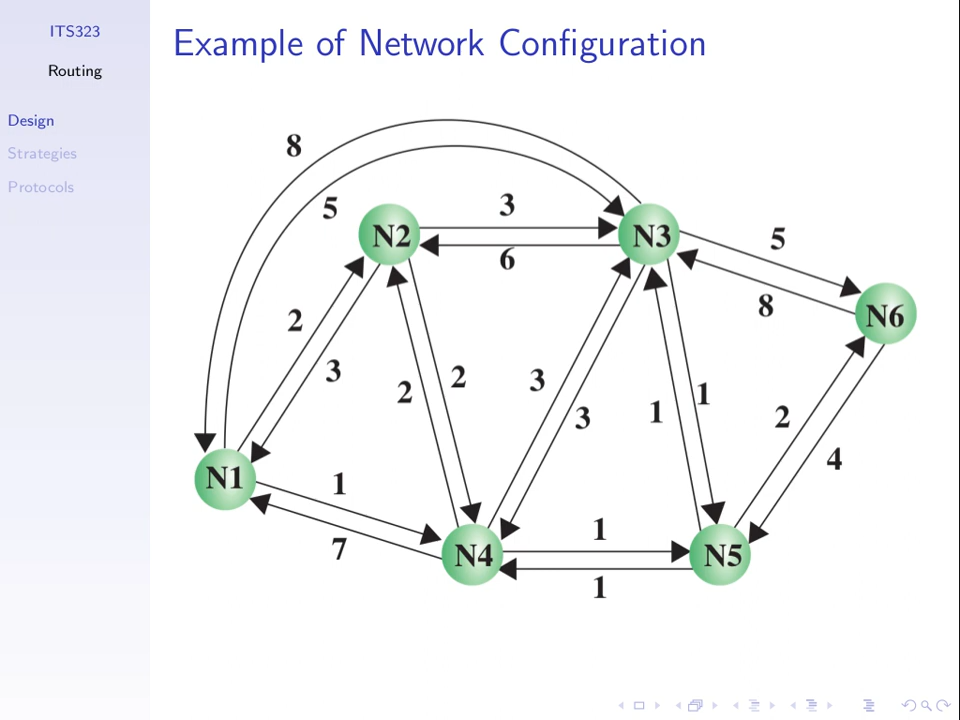 ITS323
Routing
Design
Strategies
Protocols
Example of Network Configuration
8
5
N2
3
6
N3
5
8
N6
2
3
2
2
3
3
1
1
2
4
N1
1
7
N4
1
1
N5